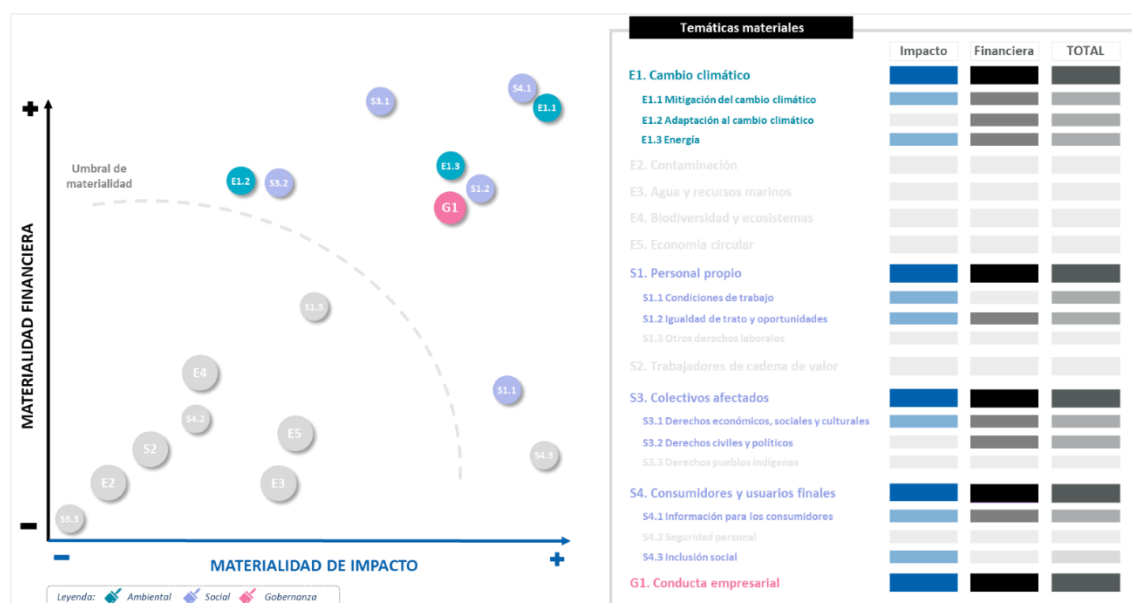 Temáticas materiales
Impacto Financiera TOTAL
E1. Cambio climático
E1.1 Mitigación del cambio climático
E1.2 Adaptación al cambio climático
E1.3 Energía
E2. Contaminación
E3. Agua y recursos marinos
E4. Biodiversidad y ecosistemas
E5. Economía circular
S1. Personal propio
S1.1 Condiciones de trabajo
S1.2 Igualdad de trato y oportunidades
S1.3 Otros derechos laborales
S2. Trabajadores de cadena de valor
S3. Colectivos afectados
S3.1 Derechos económicos, sociales y culturales
S3.2 Derechos civiles y políticos
S3.3 Derechos pueblos indígenas
S4. Consumidores y usuarios finales
S4.1 Información para los consumidores
S4.2 Seguridad personal
S4.3 Inclusión social
G1. Conducta empresarial
+
MATERIALIDAD FINANCIERA
Umbral de
materialidad
S3.1
S4.1
E1.1
E1.3
E1.2
S3.2
S1.2
G1
S1.3
E4
S1.1
S4.2
E5
S2
S4.3
E2
E3
S3.3
MATERIALIDAD DE IMPACTO
+
Leyenda: Ambiental Social Gobernanza